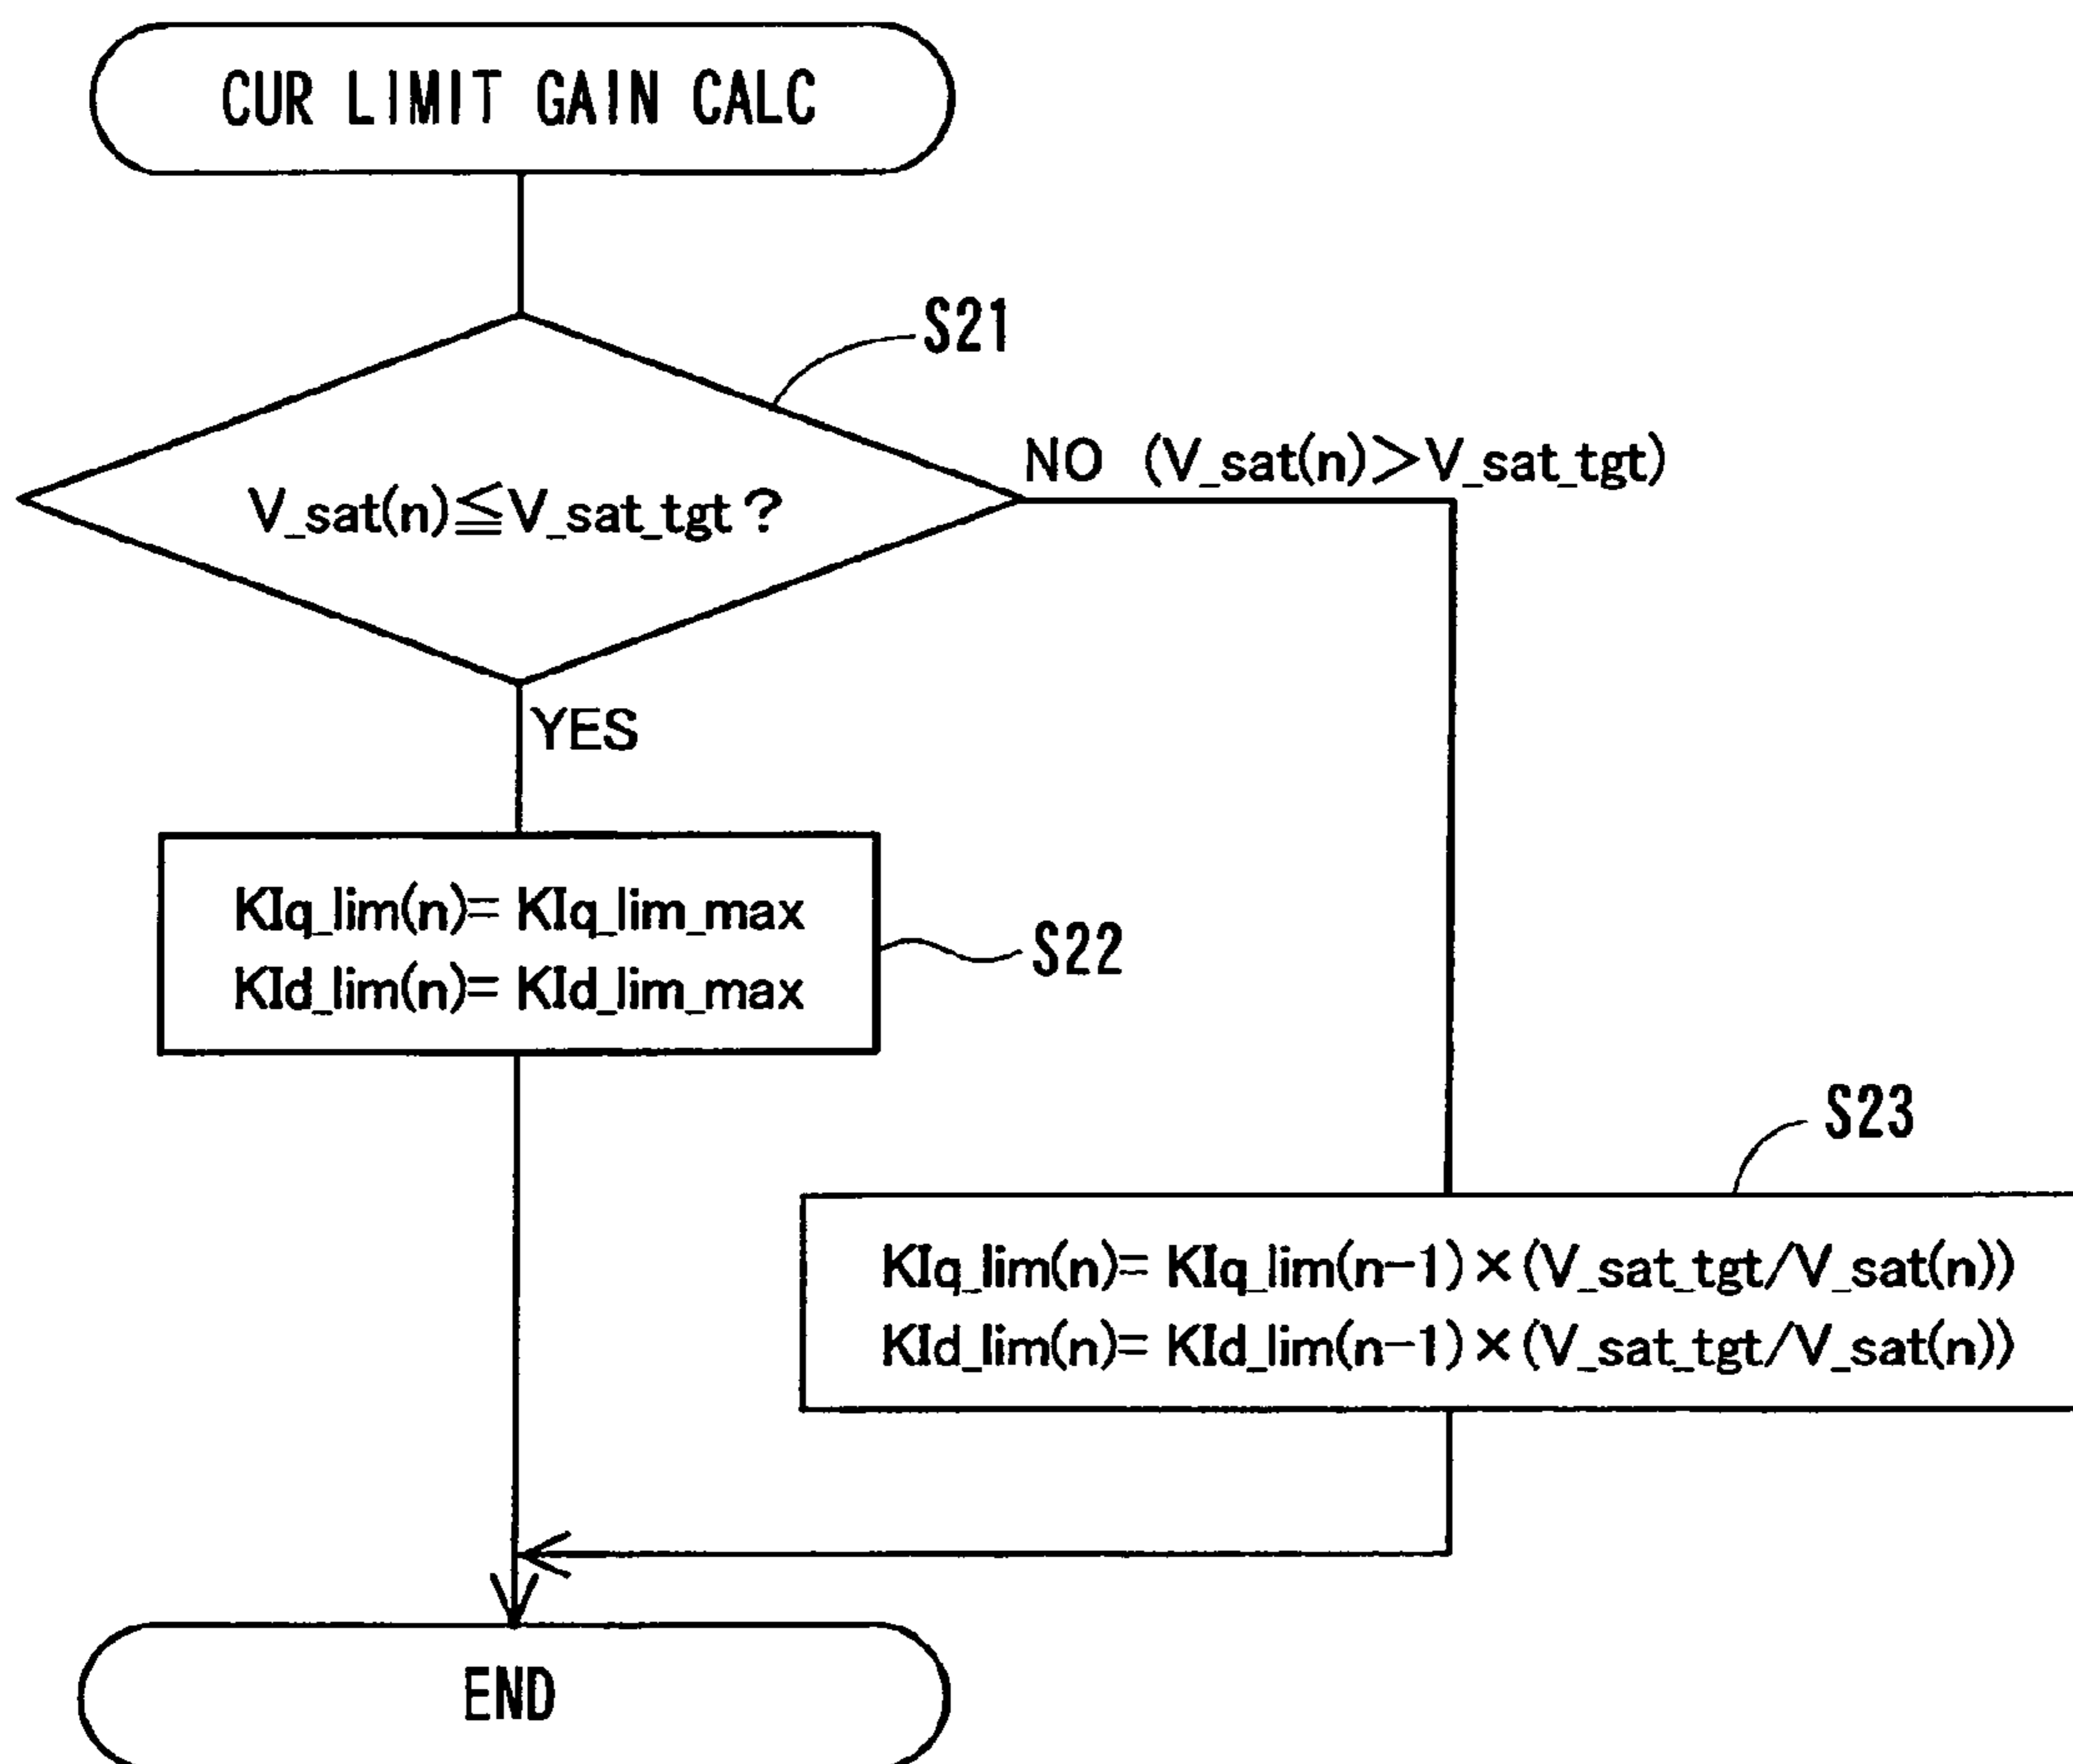 CUR LIMIT GAIN CALC
S21
NO (V_sat(n)>V_sat_tgt)
V_sat(n)≦V_sat_tgt?
YES
KIq_lim(n)= KIq_lim_max
KId_lim(n)= KId_lim_max
S22
S23
KIq_lim(n)= KIq_lim(n-1)×(V_sat_tgt/V_sat(n))
KId_lim(n)= KId_lim(n-1)×(V_sat_tgt/V_sat(n))
END